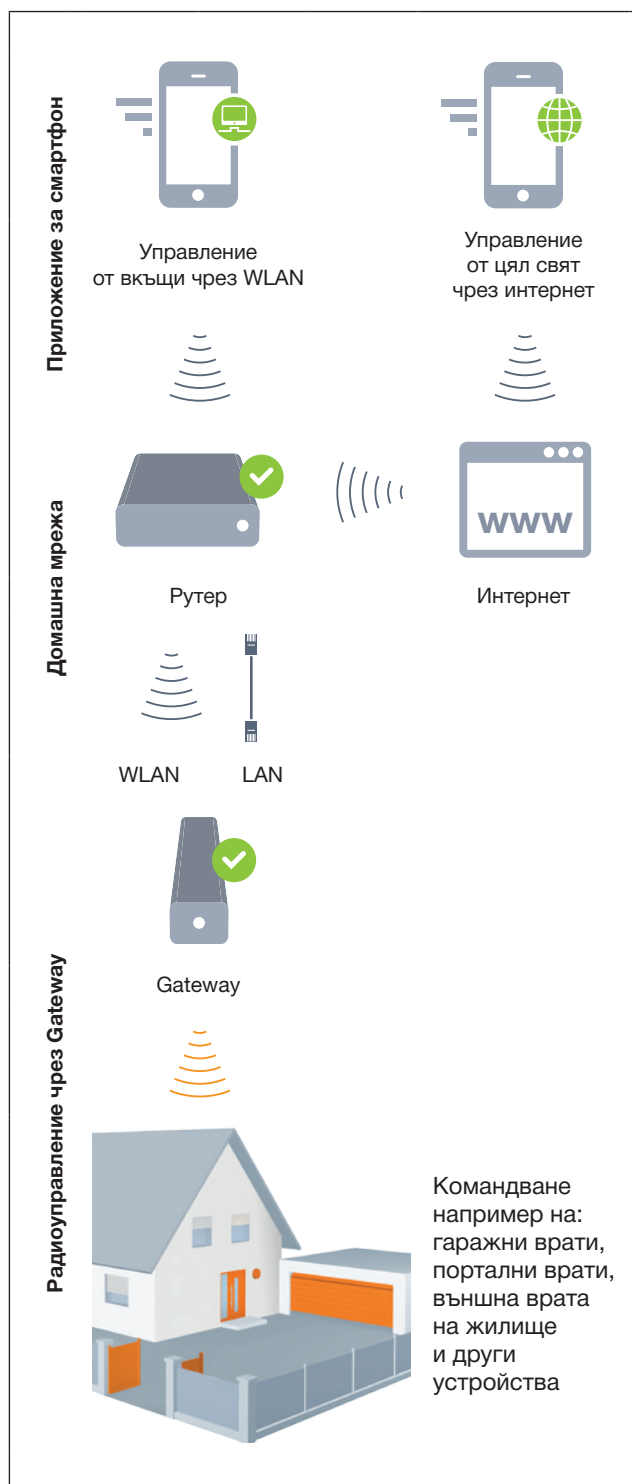 Приложение за смартфон
Управление
от вкъщи чрез WLAN
Управление
от цял свят
чрез интернет
Домашна мрежа
www
Рутер
Интернет
WLAN
LAN
Радиоуправление чрез Gateway
Gateway
Командване
например на:
гаражни врати,
портални врати,
външна врата
на жилище
и други
устройства